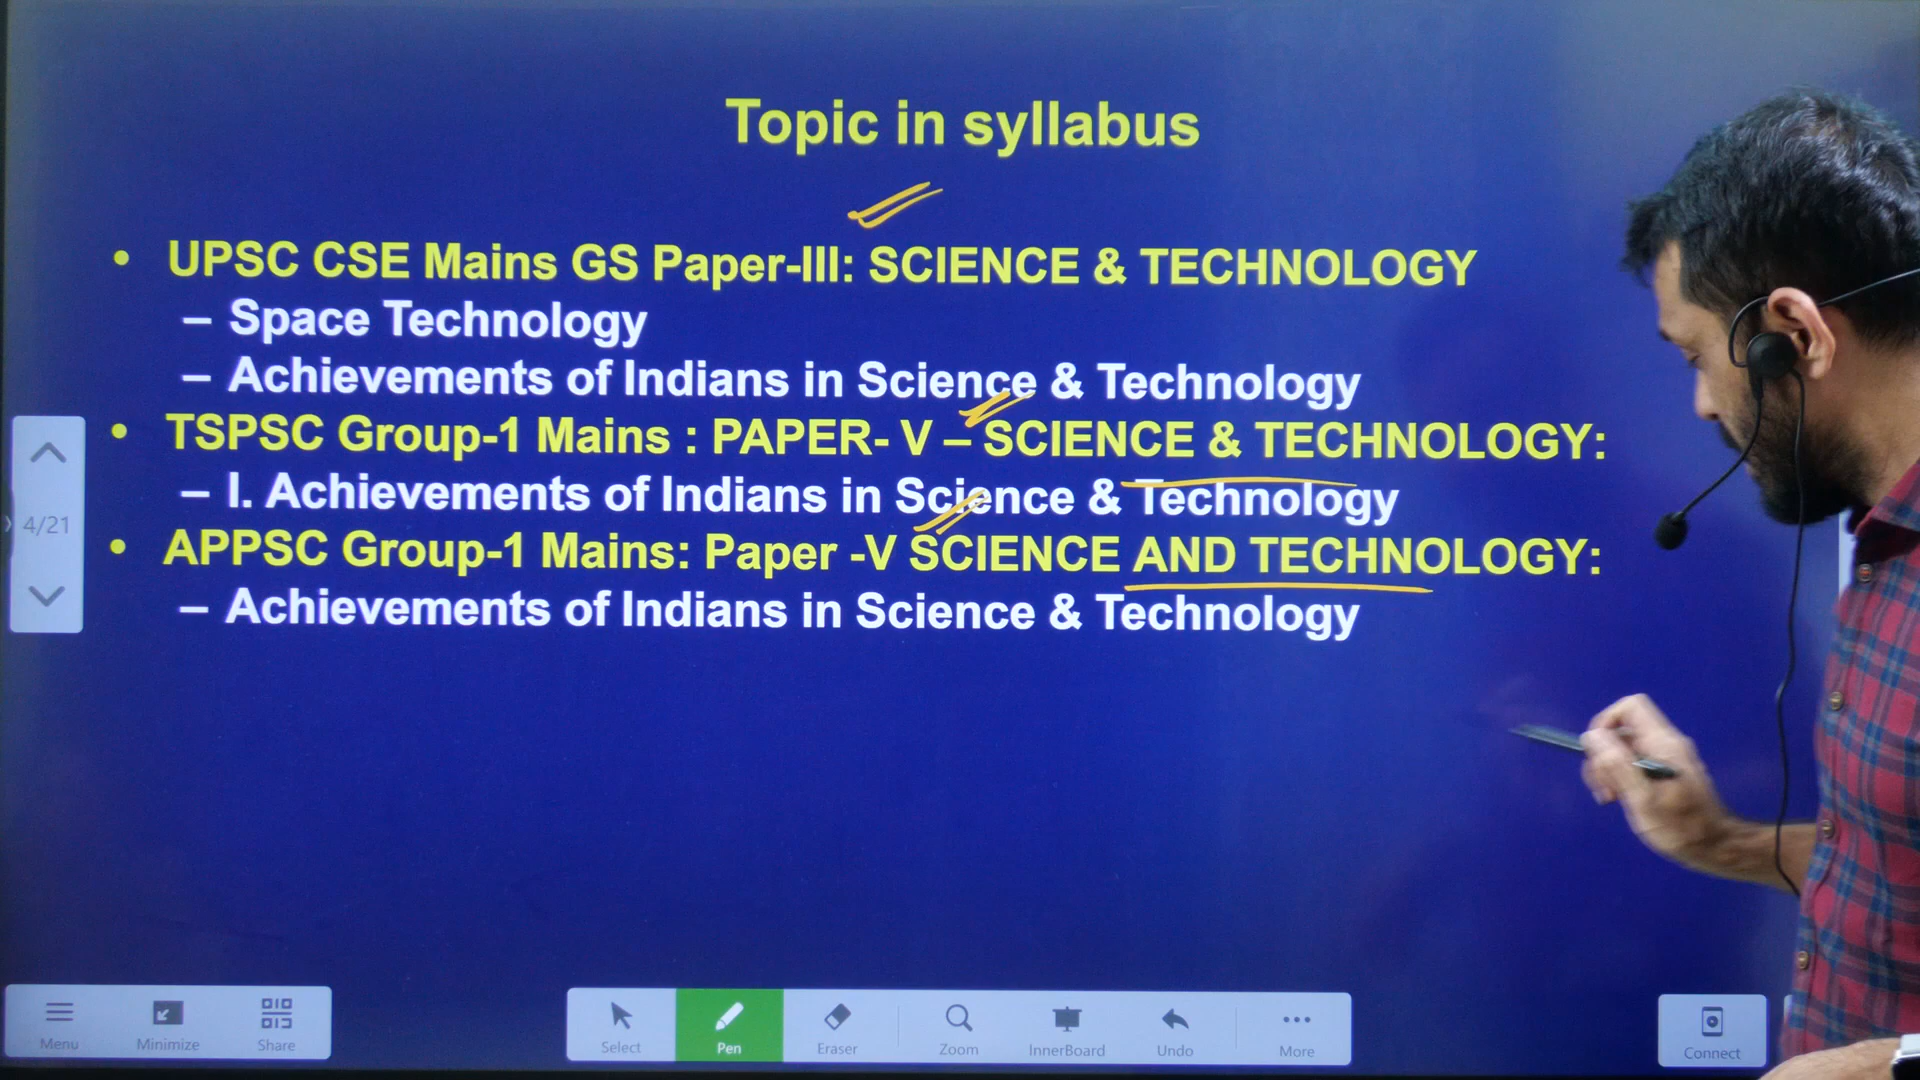 Topic in syllabus
• UPSC CSE Mains GS Paper-III: SCIENCE & TECHNOLOGY
– Space Technology
– Achievements of Indians in Science & Technology
• TSPSC Group-1 Mains : PAPER- V – SCIENCE & TECHNOLOGY:
– I. Achievements of Indians in Science & Technology
• APPSC Group-1 Mains: Paper -V SCIENCE AND TECHNOLOGY:
– Achievements of Indians in Science & Technology
4/21
Menu Minimize Share Select Pen Eraser Zoom InnerBoard Undo More Connect